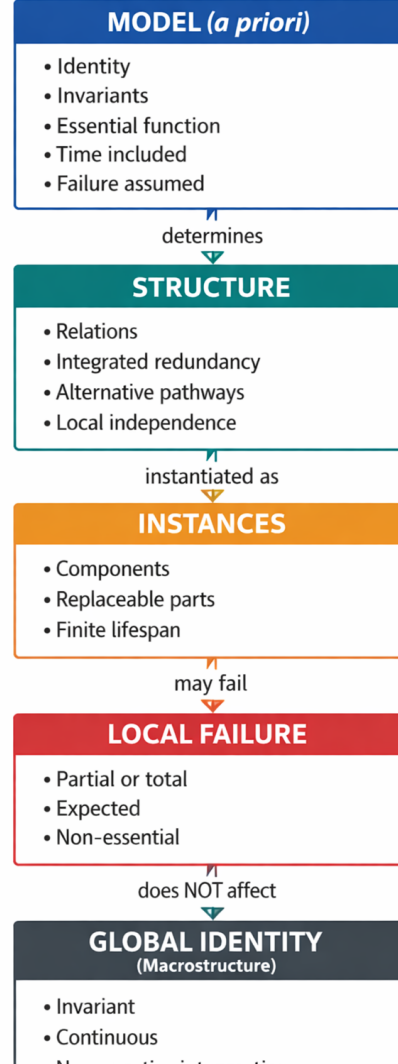 MODEL (a priori)
• Identity
• Invariants
• Essential function
• Time included
• Failure assumed
determines
STRUCTURE
• Relations
• Integrated redundancy
• Alternative pathways
• Local independence
instantiated as
INSTANCES
• Components
• Replaceable parts
• Finite lifespan
may fail
LOCAL FAILURE
• Partial or total
• Expected
• Non-essential
does NOT affect
GLOBAL IDENTITY
(Macrostructure)
• Invariant
• Continuous